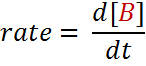 rate = d[B]/dt